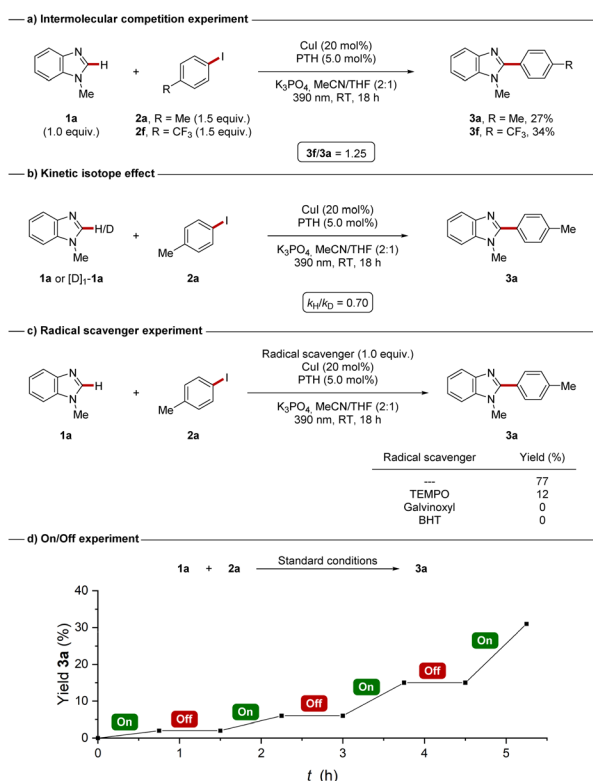 a) Intermolecular competition experiment
N
N
H
Me
1a
(1.0 equiv.)
+
I
R
2a, R = Me (1.5 equiv.)
2f, R = CF₃ (1.5 equiv.)
CuI (20 mol%)
PTH (5.0 mol%)
K₃PO₄, MeCN/THF (2:1)
390 nm, RT, 18 h
N
N
R
Me
3a, R = Me, 27%
3f, R = CF₃, 34%
3f/3a = 1.25
b) Kinetic isotope effect
N
N
H/D
Me
1a or [D]₁-1a
+
I
Me
2a
CuI (20 mol%)
PTH (5.0 mol%)
K₃PO₄, MeCN/THF (2:1)
390 nm, RT, 18 h
N
N
Me
Me
3a
kH/kD = 0.70
c) Radical scavenger experiment
N
N
H
Me
1a
+
I
Me
2a
Radical scavenger (1.0 equiv.)
CuI (20 mol%)
PTH (5.0 mol%)
K₃PO₄, MeCN/THF (2:1)
390 nm, RT, 18 h
N
N
Me
Me
3a
Radical scavenger Yield (%)
--- 77
TEMPO 12
Galvinoxyl 0
BHT 0
d) On/Off experiment
1a + 2a Standard conditions 3a
Yield 3a (%)
40
30
20
10
0
On
Off
On
Off
On
Off
On
0 1 2 3 4 5
t (h)